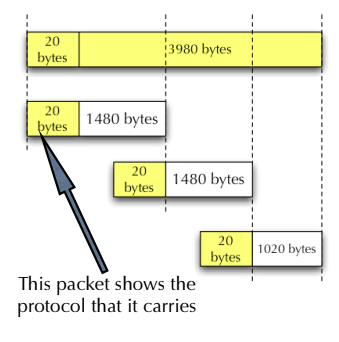 20
bytes
3980 bytes
20
bytes
1480 bytes
20
bytes
1480 bytes
20
bytes
1020 bytes
This packet shows the
protocol that it carries